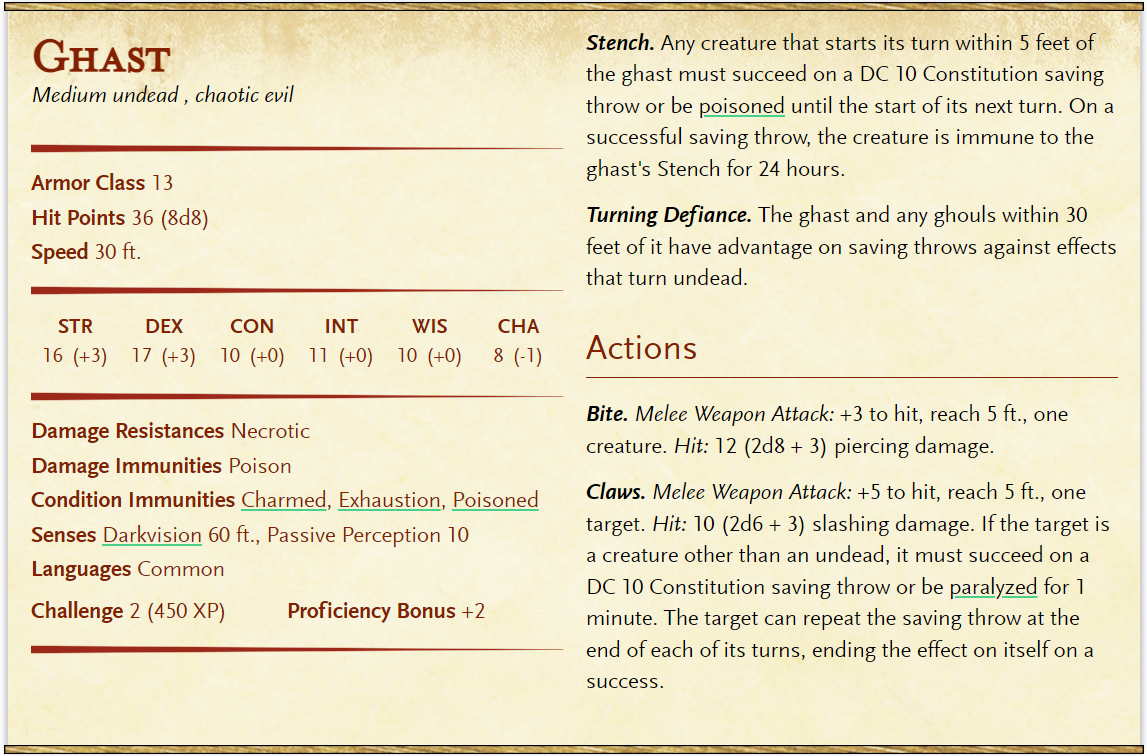 Ghast
Medium undead , chaotic evil
Armor Class 13
Hit Points 36 (8d8)
Speed 30 ft.
STR DEX CON INT WIS CHA
16 (+3) 17 (+3) 10 (+0) 11 (+0) 10 (+0) 8 (-1)
Damage Resistances Necrotic
Damage Immunities Poison
Condition Immunities Charmed, Exhaustion, Poisoned
Senses Darkvision 60 ft., Passive Perception 10
Languages Common
Challenge 2 (450 XP) Proficiency Bonus +2
Stench. Any creature that starts its turn within 5 feet of
the ghast must succeed on a DC 10 Constitution saving
throw or be poisoned until the start of its next turn. On a
successful saving throw, the creature is immune to the
ghast's Stench for 24 hours.
Turning Defiance. The ghast and any ghouls within 30
feet of it have advantage on saving throws against effects
that turn undead.
Actions
Bite. Melee Weapon Attack: +3 to hit, reach 5 ft., one
creature. Hit: 12 (2d8 + 3) piercing damage.
Claws. Melee Weapon Attack: +5 to hit, reach 5 ft., one
target. Hit: 10 (2d6 + 3) slashing damage. If the target is
a creature other than an undead, it must succeed on a
DC 10 Constitution saving throw or be paralyzed for 1
minute. The target can repeat the saving throw at the
end of each of its turns, ending the effect on itself on a
success.